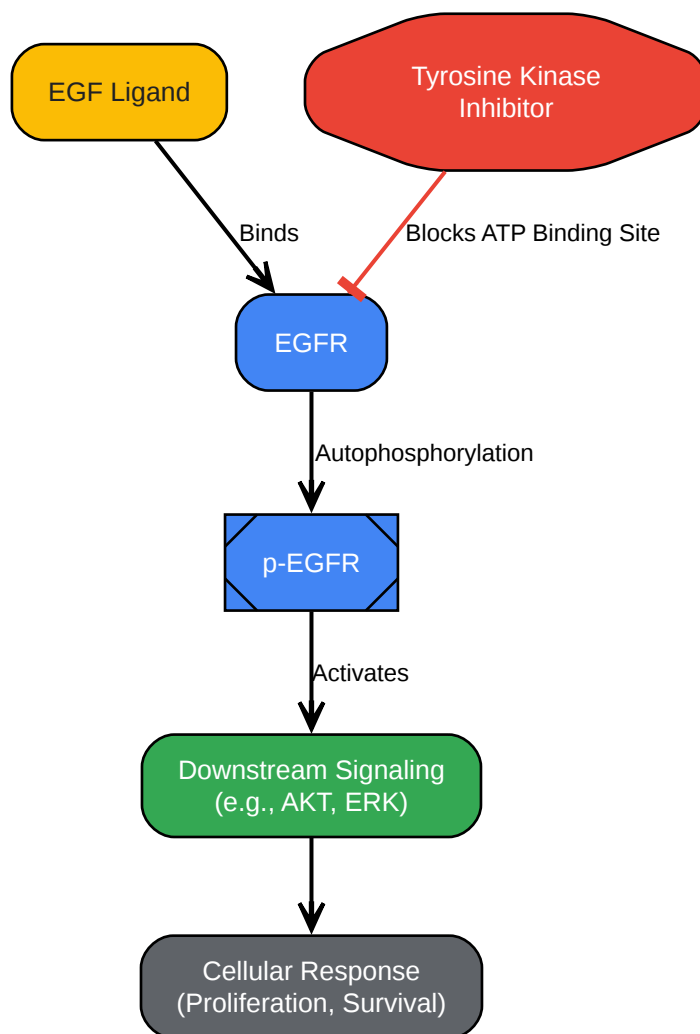 EGF Ligand
Tyrosine Kinase
Inhibitor
Binds
Blocks ATP Binding Site
EGFR
Autophosphorylation
p-EGFR
Activates
Downstream Signaling
(e.g., AKT, ERK)
Cellular Response
(Proliferation, Survival)